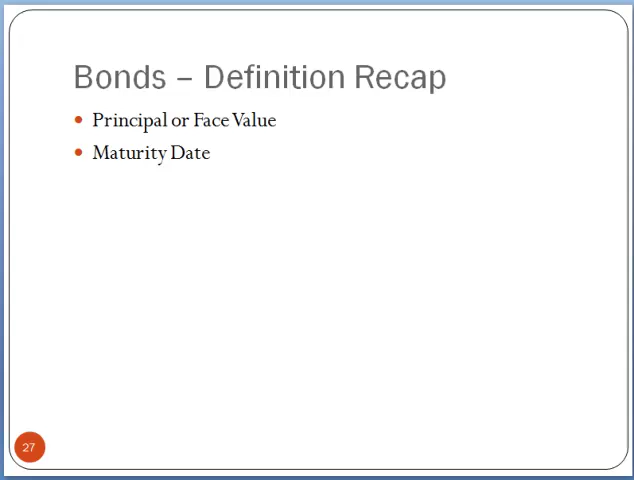 Bonds – Definition Recap
Principal or Face Value
Maturity Date
27